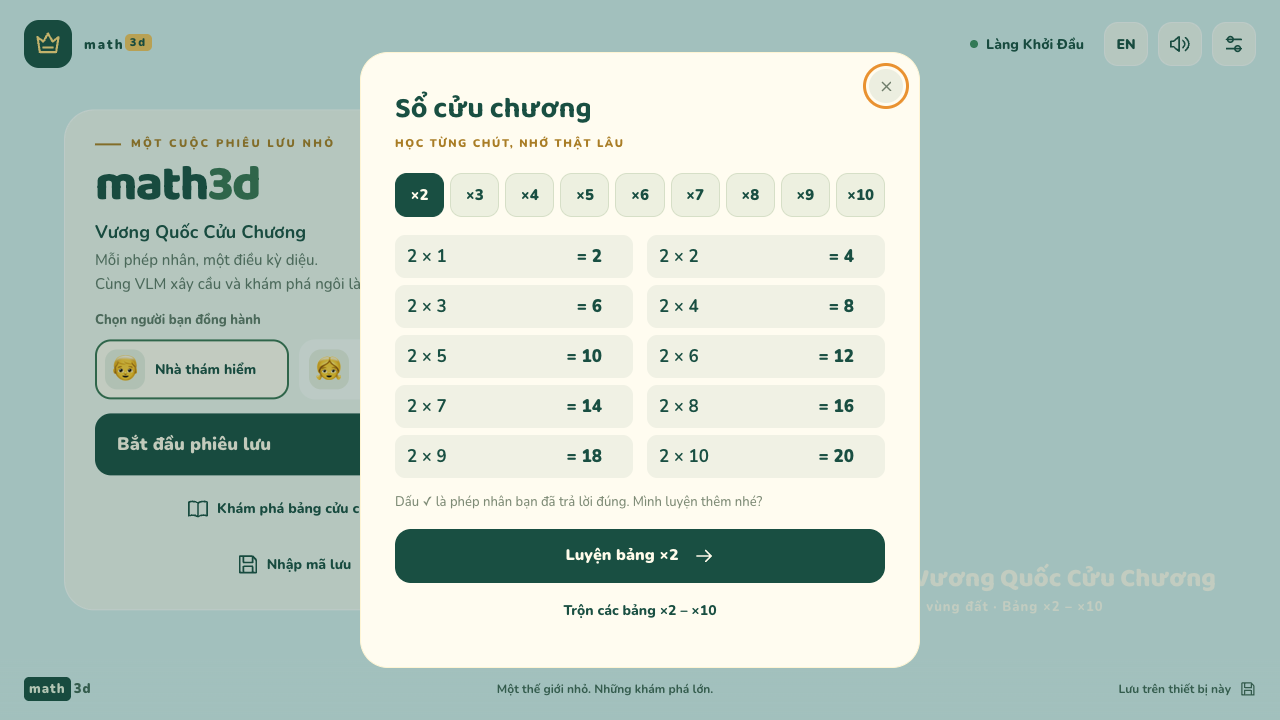 math 3d
Làng Khởi Đầu
EN
MỘT CUỘC PHIÊU LƯU NHỎ
math3d
Vương Quốc Cửu Chương
Mỗi phép nhân, một điều kỳ diệu.
Cùng VLM xây cầu và khám phá ngôi là
Chọn người bạn đồng hành
Nhà thám hiểm
Bắt đầu phiêu lưu
Khám phá bảng cửu c
Nhập mã lưu
Sổ cửu chương
HỌC TỪNG CHÚT, NHỚ THẬT LÂU
×2 ×3 ×4 ×5 ×6 ×7 ×8 ×9 ×10
2 × 1 = 2 2 × 2 = 4
2 × 3 = 6 2 × 4 = 8
2 × 5 = 10 2 × 6 = 12
2 × 7 = 14 2 × 8 = 16
2 × 9 = 18 2 × 10 = 20
Dấu ✓ là phép nhân bạn đã trả lời đúng. Mình luyện thêm nhé?
Luyện bảng ×2 →
Trộn các bảng ×2 – ×10
Vương Quốc Cửu Chương
vùng đất · Bảng ×2 – ×10
math 3d
Một thế giới nhỏ. Những khám phá lớn.
Lưu trên thiết bị này